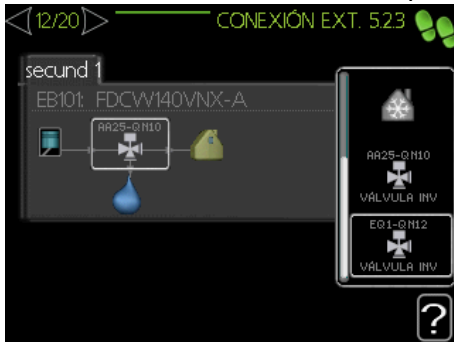 12/20
CONEXIÓN EXT. 5.2.3
secund 1
EB101: FDCW140VNX-A
AA25-QN10
AA25-QN10
VÁLVULA INV
EQ1-QN12
VÁLVULA INV
?